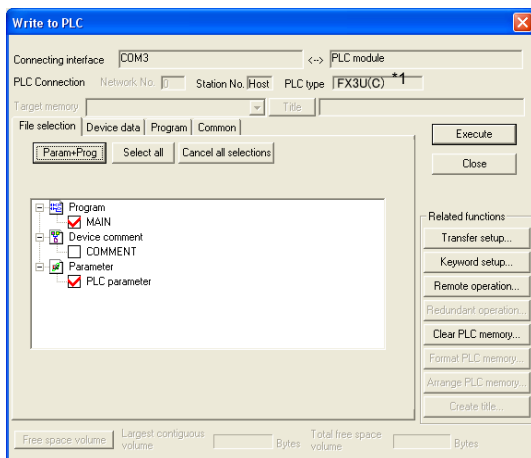 Write to PLC
Connecting interface COM3 <--> PLC module
PLC Connection Network No. 0 Station No. Host PLC type FX3U(C) *1
Target memory Title
File selection Device data Program Common
Execute
Param+Prog Select all Cancel all selections
Close
Program
MAIN
Device comment
COMMENT
Parameter
PLC parameter
Related functions
Transfer setup...
Keyword setup...
Remote operation...
Redundant operation...
Clear PLC memory...
Format PLC memory...
Arrange PLC memory...
Create title...
Free space volume Largest contiguous volume Bytes Total free space volume Bytes